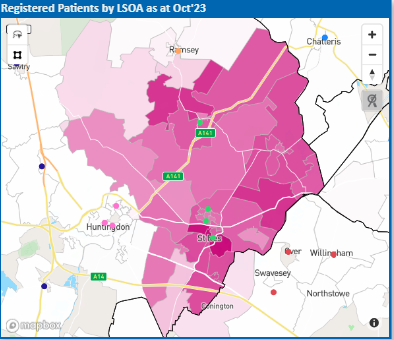 Registered Patients by LSOA as at Oct'23
Ramsey
Chatteris
Sawtry
A141
A141
Huntingdon
St Ives
Over
Willingham
A14
Swavesey
Northstowe
Conington
mapbox